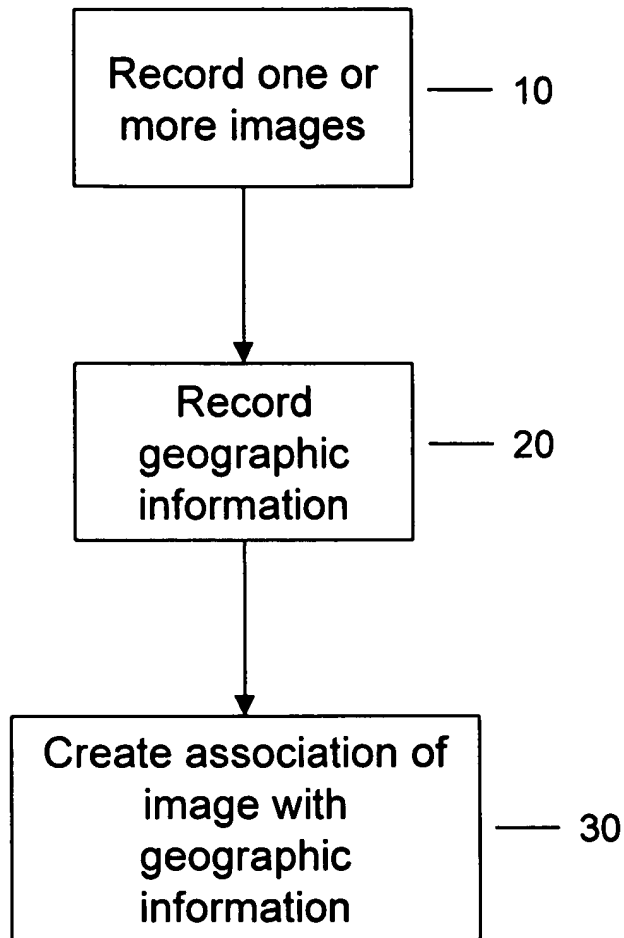 Record one or
more images
10
Record
geographic
information
20
Create association of
image with
geographic
information
30